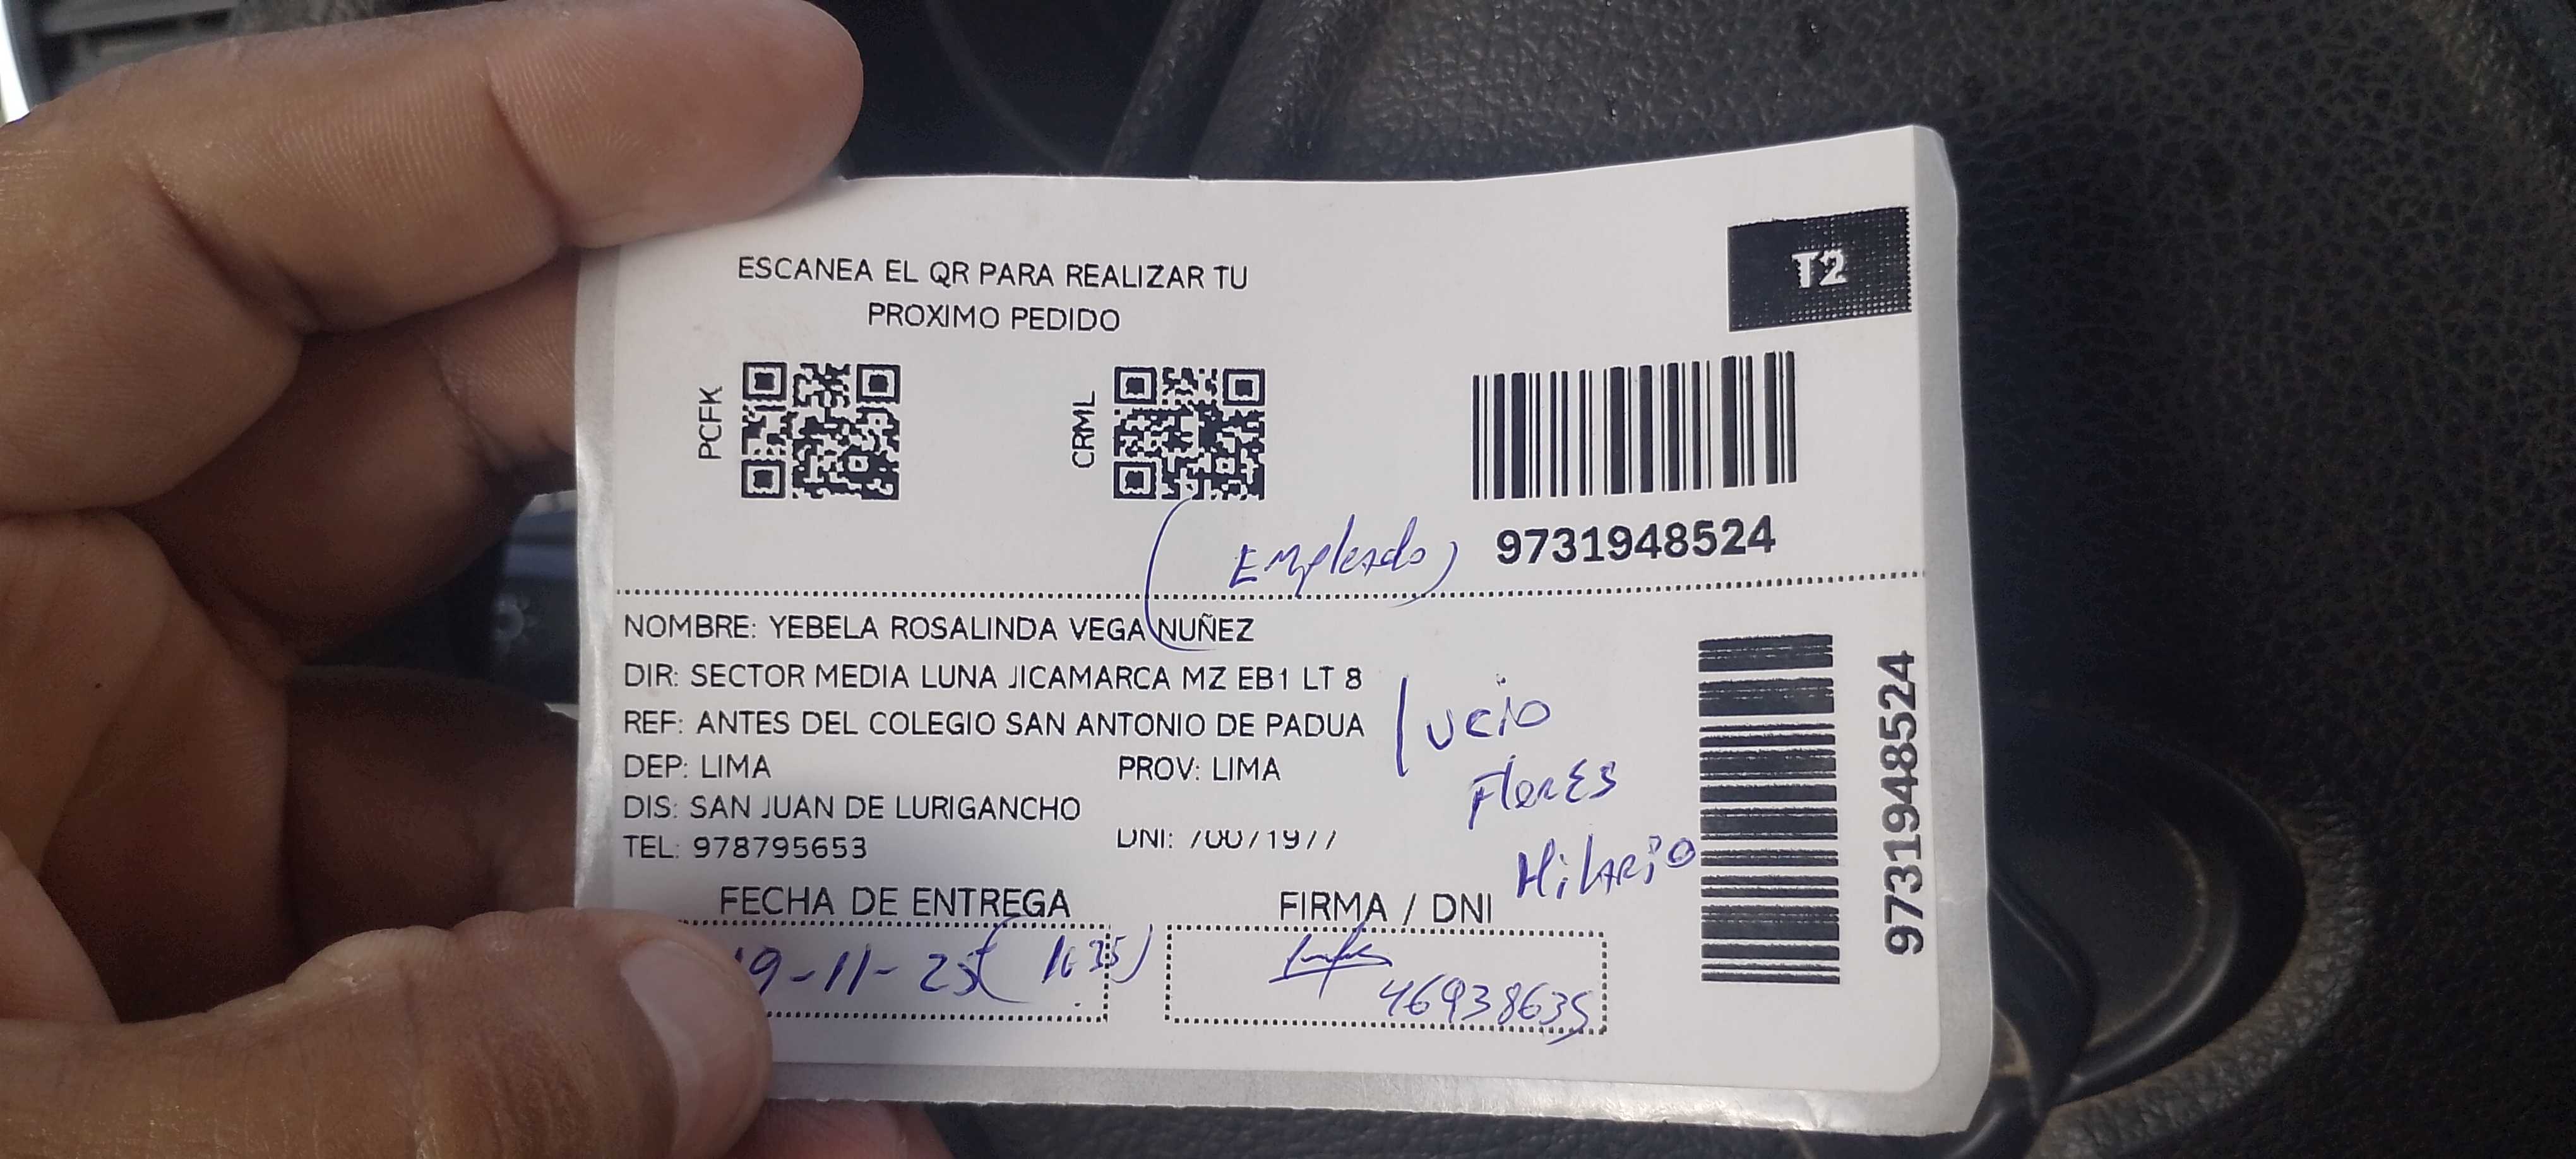 T2
ESCANEA EL QR PARA REALIZAR TU
PROXIMO PEDIDO
PCFK
CRML
9731948524
(Empleado)
NOMBRE: YEBELA ROSALINDA VEGA NUÑEZ
DIR: SECTOR MEDIA LUNA JICAMARCA MZ EB1 LT 8
REF: ANTES DEL COLEGIO SAN ANTONIO DE PADUA
DEP: LIMA PROV: LIMA
DIS: SAN JUAN DE LURIGANCHO
TEL: 978795653 DNI:
lucio
Flores
Hilario
9731948524
FECHA DE ENTREGA FIRMA / DNI
19-11-25 (1635)
46938635